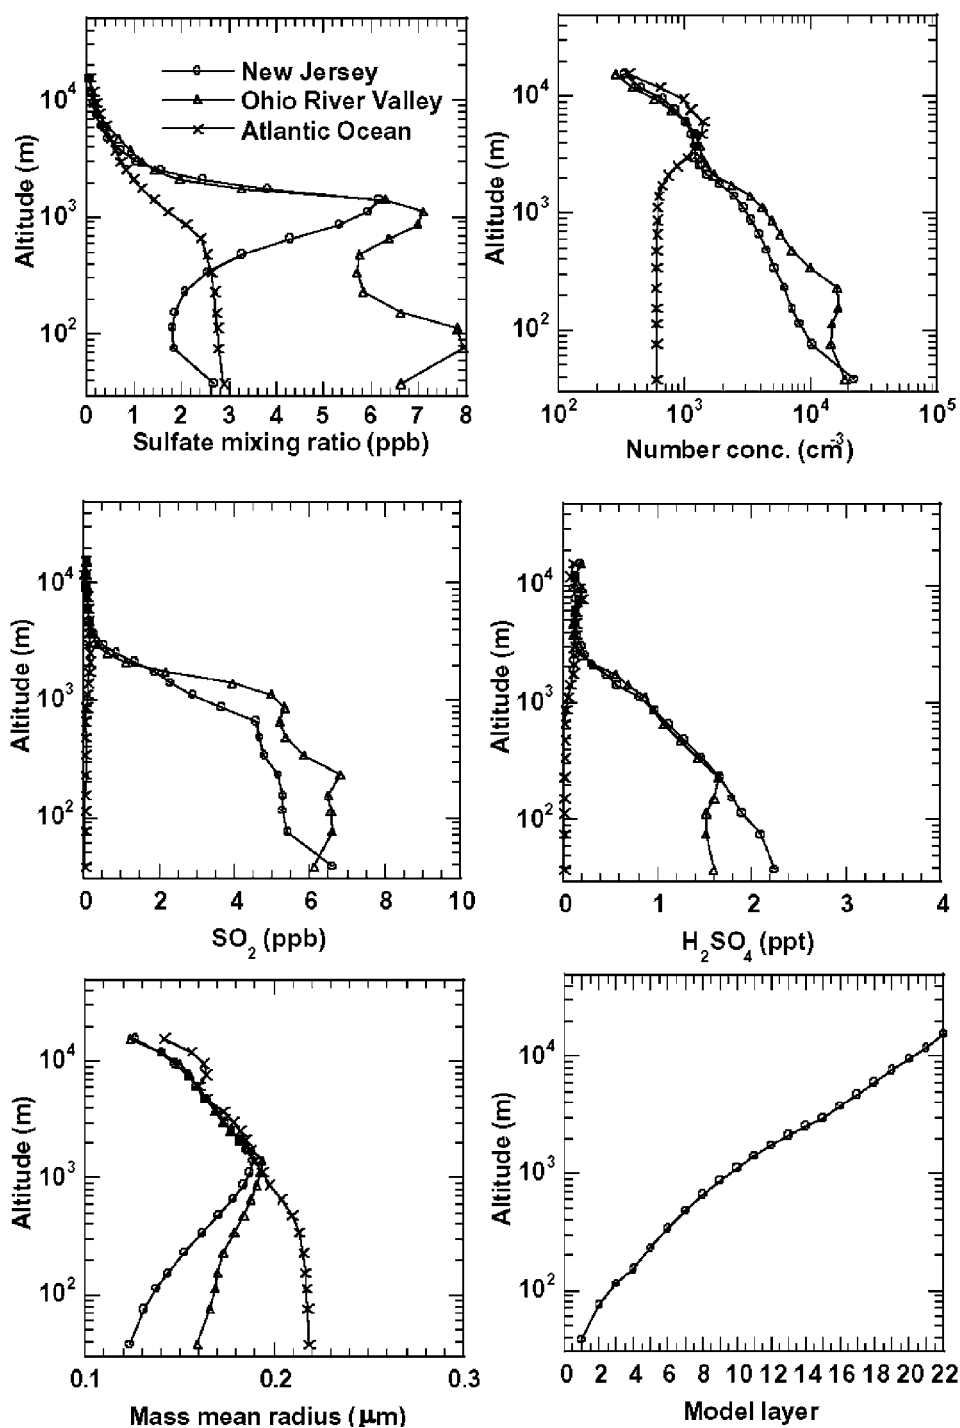 Altitude (m)
10^4
10^3
10^2
New Jersey
Ohio River Valley
Atlantic Ocean
0 1 2 3 4 5 6 7 8
Sulfate mixing ratio (ppb)
Altitude (m)
10^4
10^3
10^2
10^2 10^3 10^4 10^5
Number conc. (cm^-3)
Altitude (m)
10^4
10^3
10^2
0 2 4 6 8 10
SO_2 (ppb)
Altitude (m)
10^4
10^3
10^2
0 1 2 3 4
H_2SO_4 (ppt)
Altitude (m)
10^4
10^3
10^2
0.1 0.2 0.3
Mass mean radius (μm)
Altitude (m)
10^4
10^3
10^2
0 2 4 6 8 10 12 14 16 18 20 22
Model layer